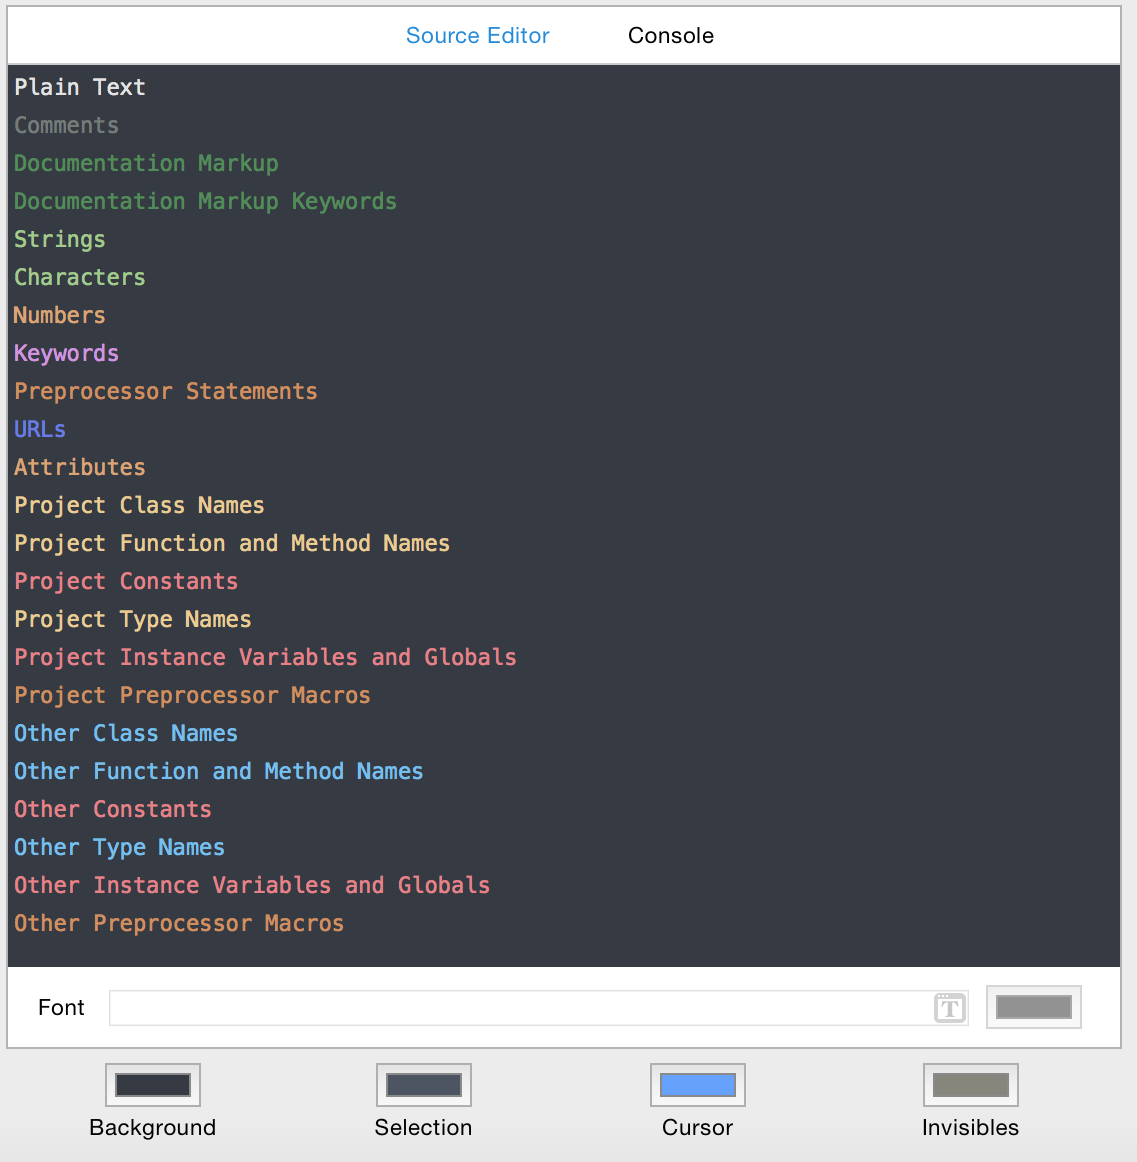 Source Editor Console
Plain Text
Comments
Documentation Markup
Documentation Markup Keywords
Strings
Characters
Numbers
Keywords
Preprocessor Statements
URLs
Attributes
Project Class Names
Project Function and Method Names
Project Constants
Project Type Names
Project Instance Variables and Globals
Project Preprocessor Macros
Other Class Names
Other Function and Method Names
Other Constants
Other Type Names
Other Instance Variables and Globals
Other Preprocessor Macros
Font T
Background Selection Cursor Invisibles